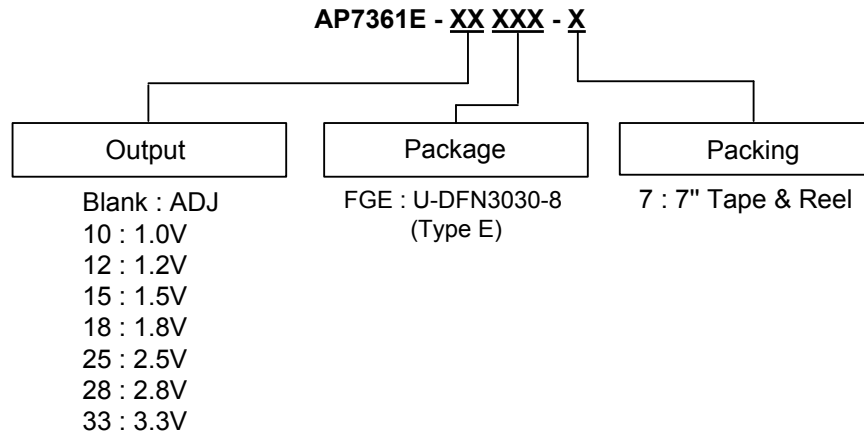 AP7361E - XX XXX - X
Output
Package
Packing
Blank : ADJ
10 : 1.0V
12 : 1.2V
15 : 1.5V
18 : 1.8V
25 : 2.5V
28 : 2.8V
33 : 3.3V
FGE : U-DFN3030-8
(Type E)
7 : 7" Tape & Reel